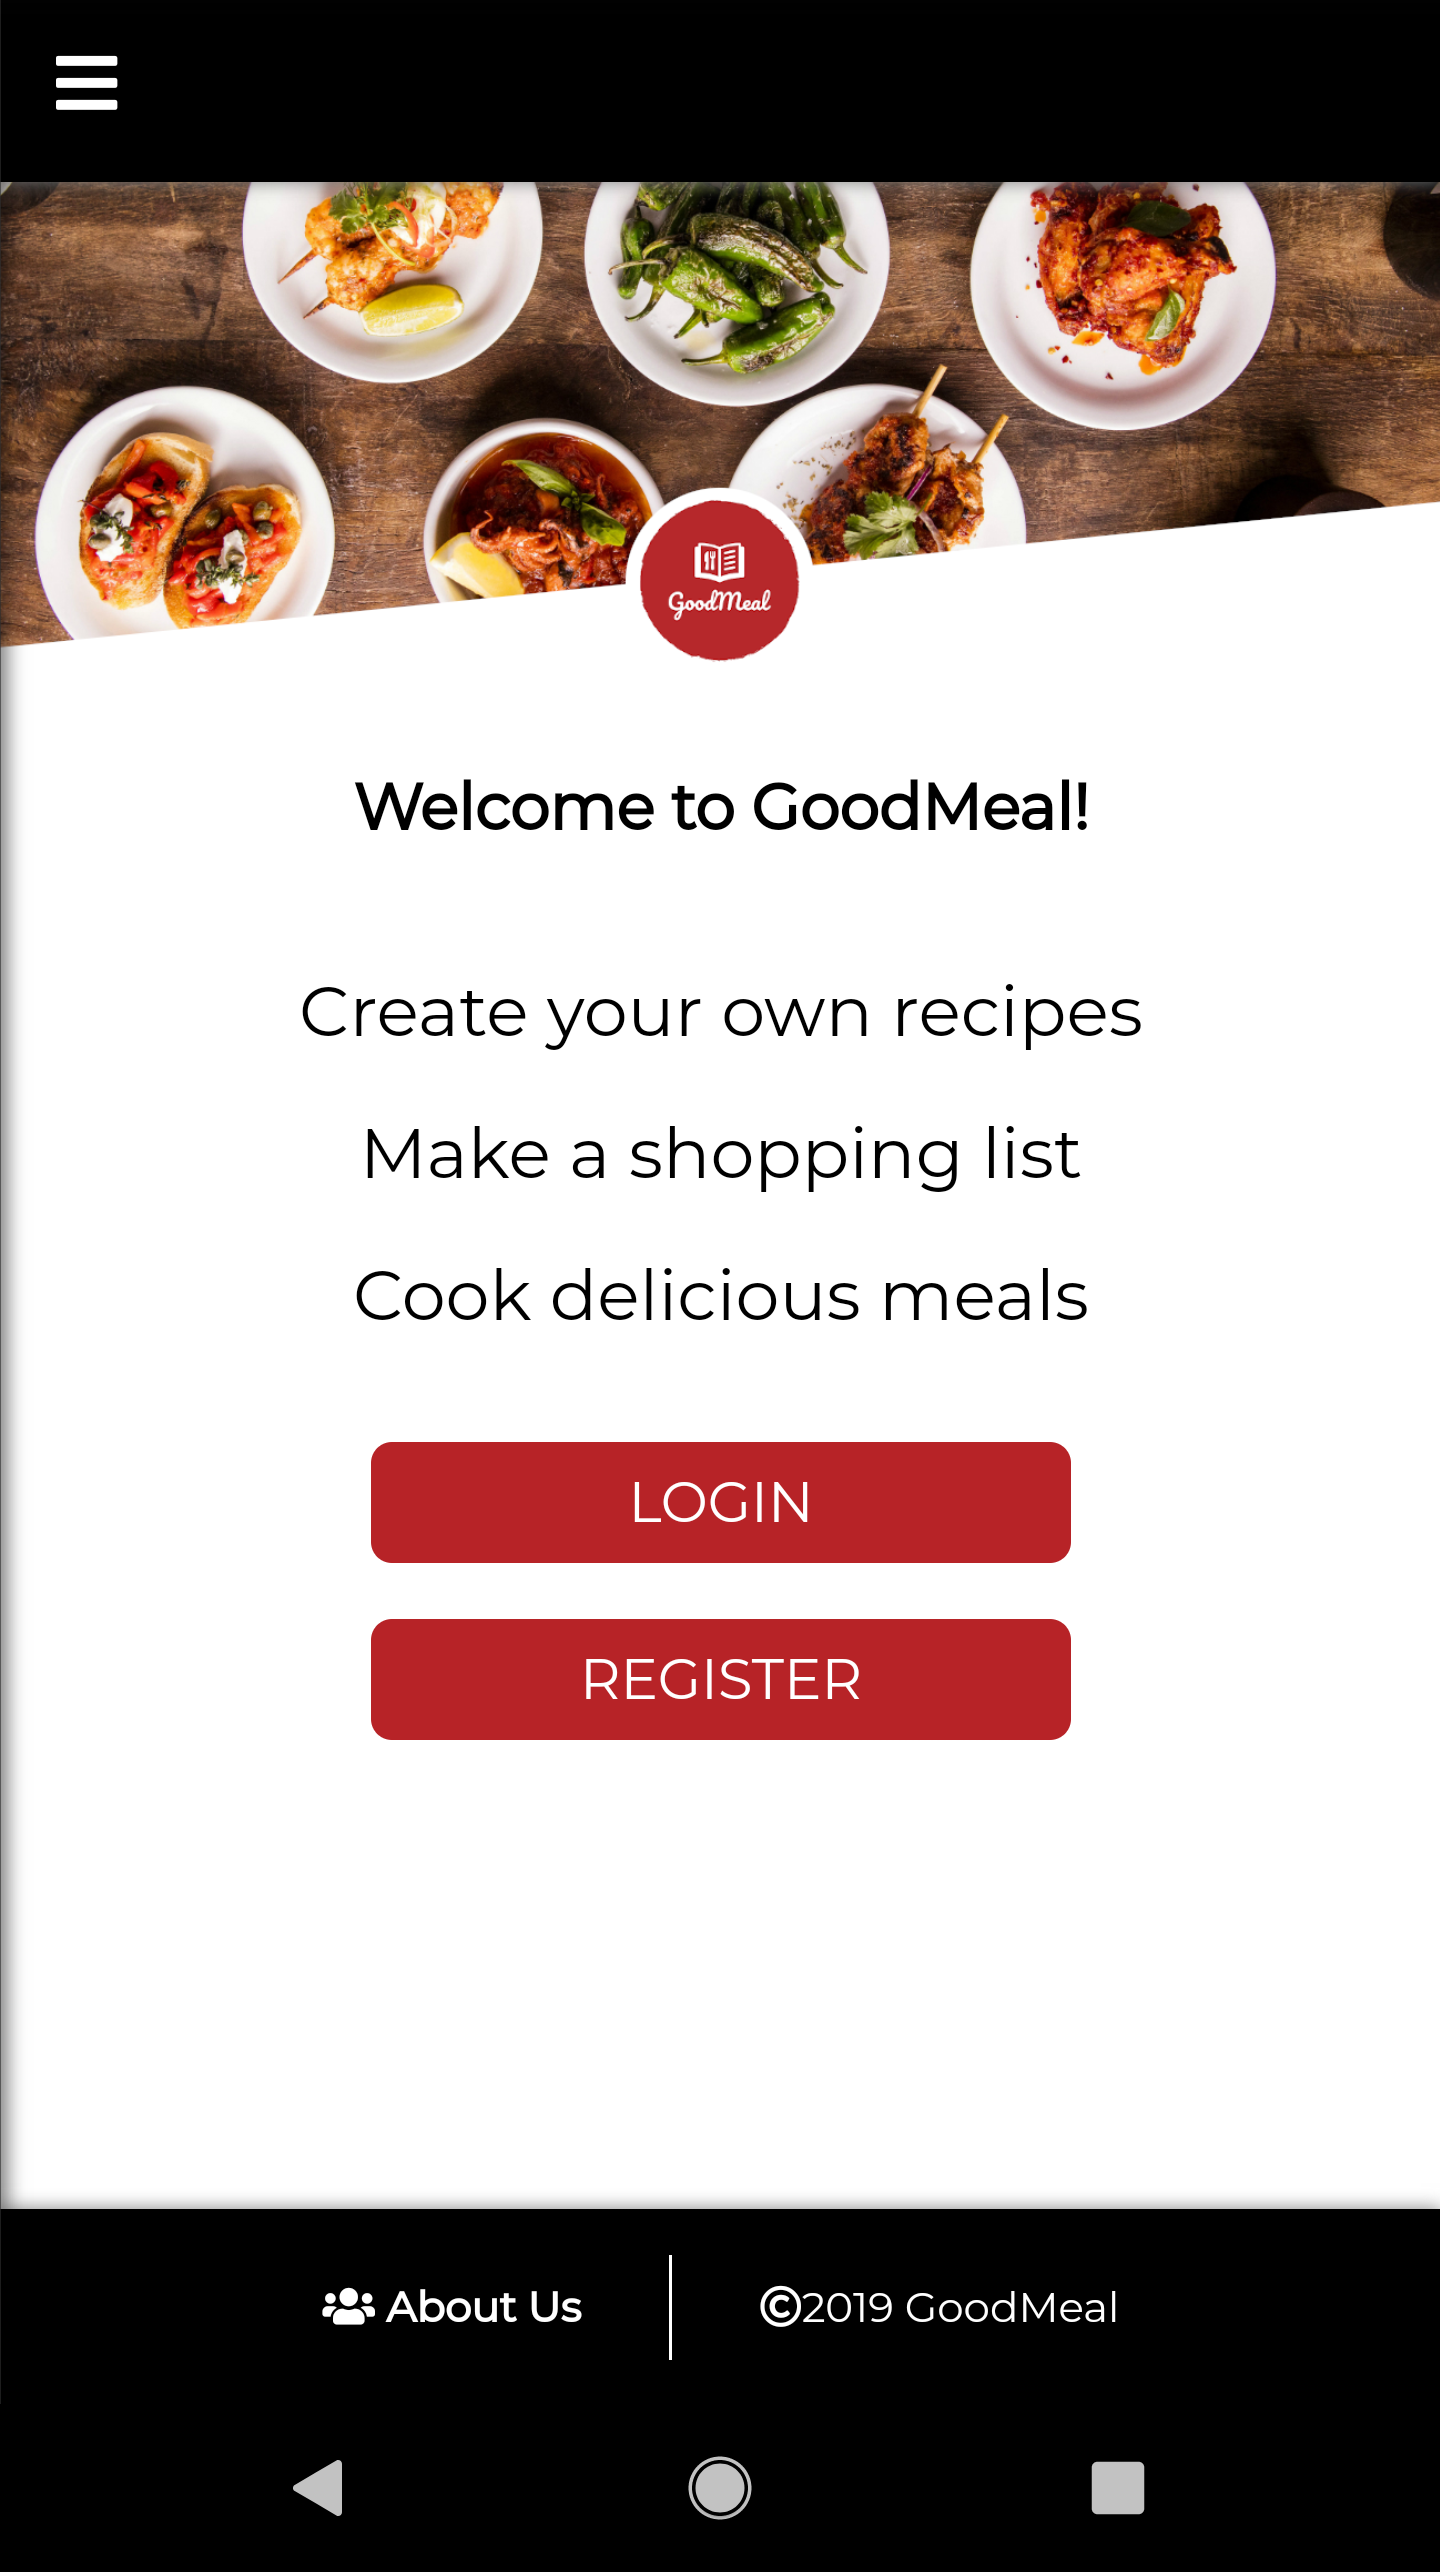 GoodMeal
Welcome to GoodMeal!
Create your own recipes
Make a shopping list
Cook delicious meals
LOGIN
REGISTER
About Us
©2019 GoodMeal